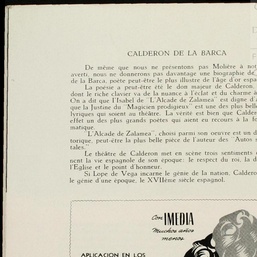 CALDERON DE LA BARCA
De même que nous ne présentons pas Molière à not
averti, nous ne donnerons pas davantage une biographie de
de la Barca, poète peut-être le plus illustre de l'âge d'or espa
La poésie a peut-être été le don majeur de Calderon,
dont le riche clavier va de la nuance à l'éclat et du charme à
On a dit que l'Isabel de "L'Alcade de Zalamea" est d
que la Justine du "Magicien prodigieux" est une des plus bel
lyriques qui soient au théâtre. La vérité est bien que Calder
effet un des plus grands poètes qui aient eu recours à la fo
matique.
"L'Alcade de Zalamea", choix parmi son oeuvre est un d
torique, peut-être la plus belle pièce de l'auteur des "Autos s
tales."
Le théâtre de Calderon met en scène trois sentiments
nent la vie espagnole de son époque: le respect du roi, la d
l'Eglise et le point d'honneur.
Si Lope de Vega incarne le génie de la nation, Caldero
le génie d'une époque, le XVIIème siècle espagnol.
Con IMEDIA
Muchos años
menos
APLICACION EN LOS